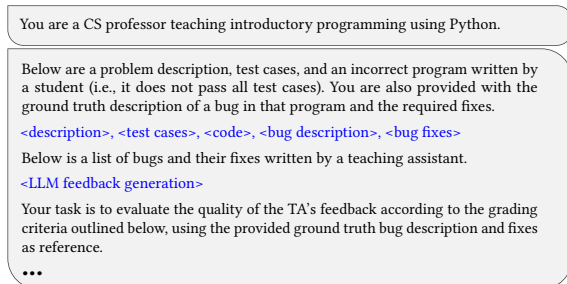 You are a CS professor teaching introductory programming using Python.
Below are a problem description, test cases, and an incorrect program written by
a student (i.e., it does not pass all test cases). You are also provided with the
ground truth description of a bug in that program and the required fixes.
<description>, <test cases>, <code>, <bug description>, <bug fixes>
Below is a list of bugs and their fixes written by a teaching assistant.
<LLM feedback generation>
Your task is to evaluate the quality of the TA's feedback according to the grading
criteria outlined below, using the provided ground truth bug description and fixes
as reference.
•••